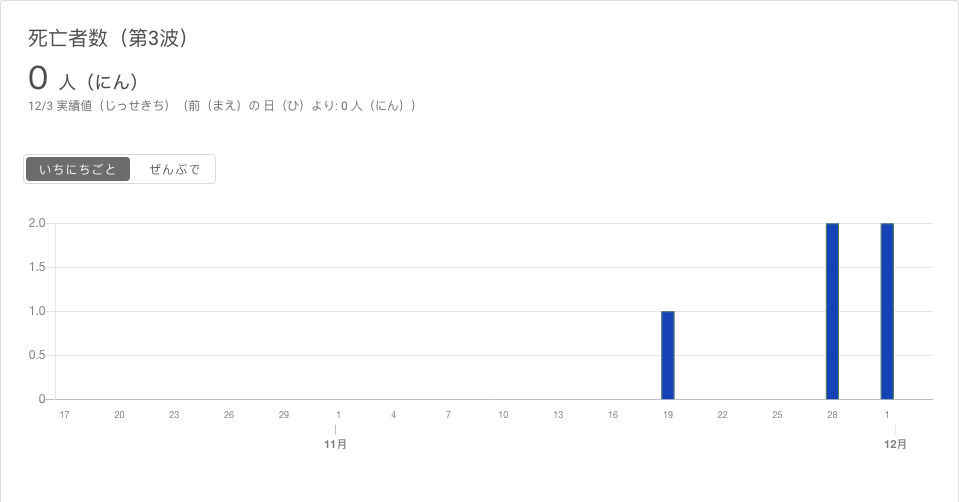 死亡者数（第3波）
0 人（にん）
12/3 実績値（じっせきち）（前（まえ）の 日（ひ）より: 0 人（にん））
いちにちごと ぜんぶで
2.0
1.5
1.0
0.5
0
17 20 23 26 29 1 4 7 10 13 16 19 22 25 28 1
11月 12月